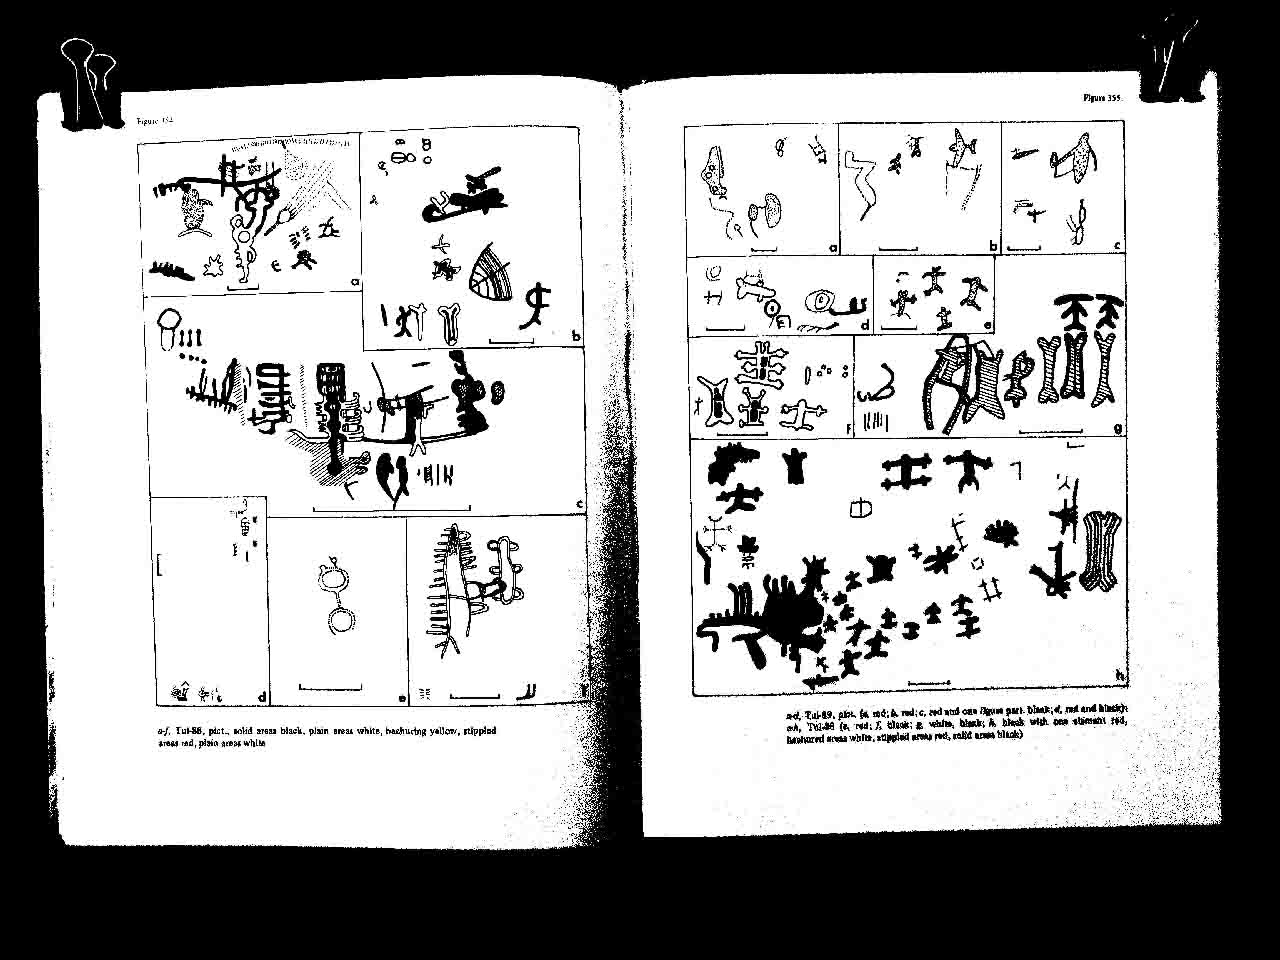 Figure 354.
a
b
c
d
e
a-f, Tul-88, pict., solid areas black, plain areas white, hachuring yellow, stippled
areas red, plain areas white
Figure 355.
a
b
c
d
e
f
g
h
a-d, Tul-89, pict. (a, red; b, red; c, red and one figure part. black; d, red and black);
e-h, Tul-88 (e, red; f, black; g, white, black; h, black with one element red,
hachured areas white, stippled areas red, solid areas black)